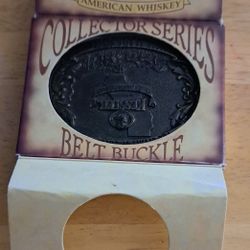 AMERICAN WHISKEY
COLLECTOR SERIES
BELT BUCKLE